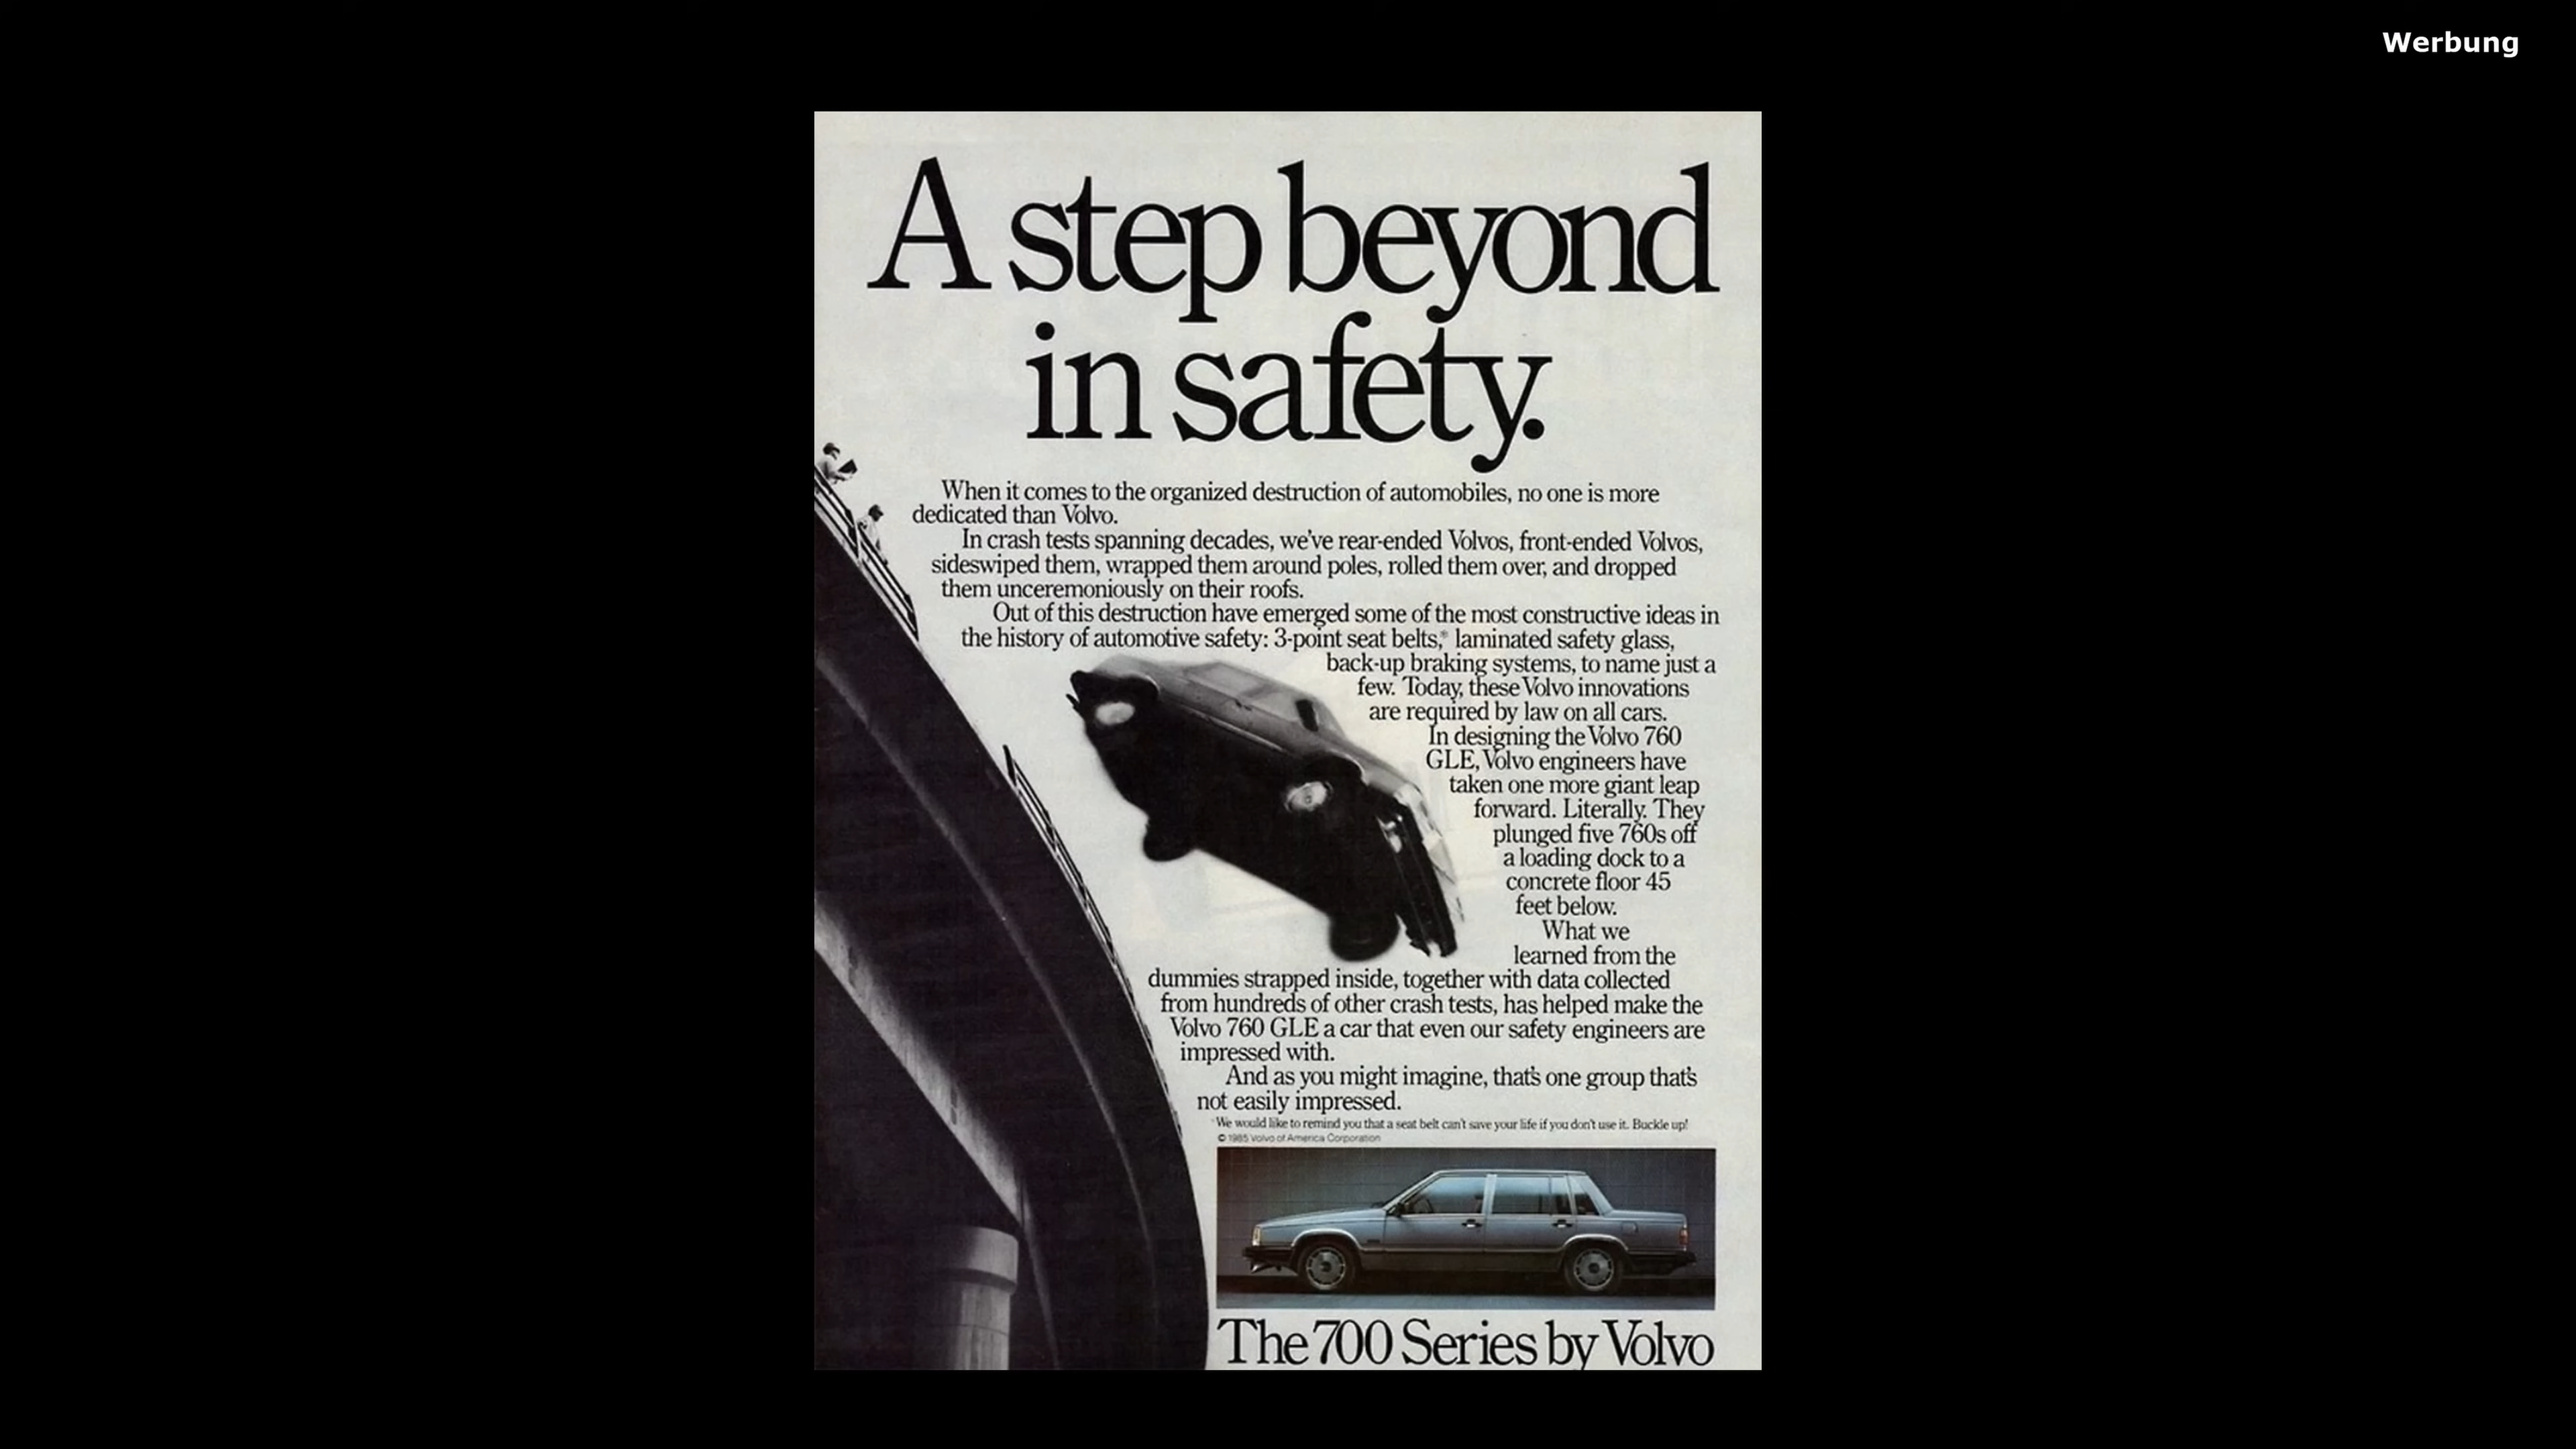 Werbung
A step beyond
in safety.
When it comes to the organized destruction of automobiles, no one is more
dedicated than Volvo.
In crash tests spanning decades, we've rear-ended Volvos, front-ended Volvos,
sideswiped them, wrapped them around poles, rolled them over, and dropped
them unceremoniously on their roofs.
Out of this destruction have emerged some of the most constructive ideas in
the history of automotive safety: 3-point seat belts,* laminated safety glass,
back-up braking systems, to name just a
few. Today, these Volvo innovations
are required by law on all cars.
In designing the Volvo 760
GLE, Volvo engineers have
taken one more giant leap
forward. Literally. They
plunged five 760s off
a loading dock to a
concrete floor 45
feet below.
What we
learned from the
dummies strapped inside, together with data collected
from hundreds of other crash tests, has helped make the
Volvo 760 GLE a car that even our safety engineers are
impressed with.
And as you might imagine, that's one group that's
not easily impressed.
*We would like to remind you that a seat belt can't save your life if you don't use it. Buckle up!
© 1985 Volvo of America Corporation
The 700 Series by Volvo